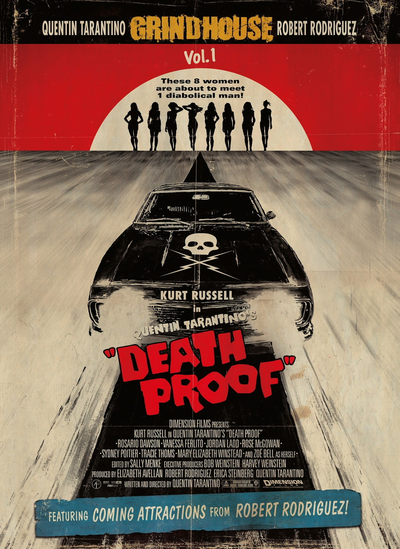 QUENTIN TARANTINO GRINDHOUSE ROBERT RODRIGUEZ
Vol.1
These 8 women
are about to meet
1 diabolical man!
KURT RUSSELL
in
QUENTIN TARANTINO'S
"DEATH
PROOF"
DIMENSION FILMS PRESENTS
KURT RUSSELL IN QUENTIN TARANTINO'S "DEATH PROOF"
·ROSARIO DAWSON·VANESSA FERLITO·JORDAN LADD·ROSE McGOWAN·
·SYDNEY POITIER·TRACIE THOMS·MARY ELIZABETH WINSTEAD· AND ZOË BELL AS HERSELF·
EDITED BY SALLY MENKE EXECUTIVE PRODUCERS BOB WEINSTEIN HARVEY WEINSTEIN
PRODUCED BY ELIZABETH AVELLAN ROBERT RODRIGUEZ ERICA STEINBERG QUENTIN TARANTINO
WRITTEN AND DIRECTED BY QUENTIN TARANTINO
DIMENSION
FEATURING COMING ATTRACTIONS FROM ROBERT RODRIGUEZ!